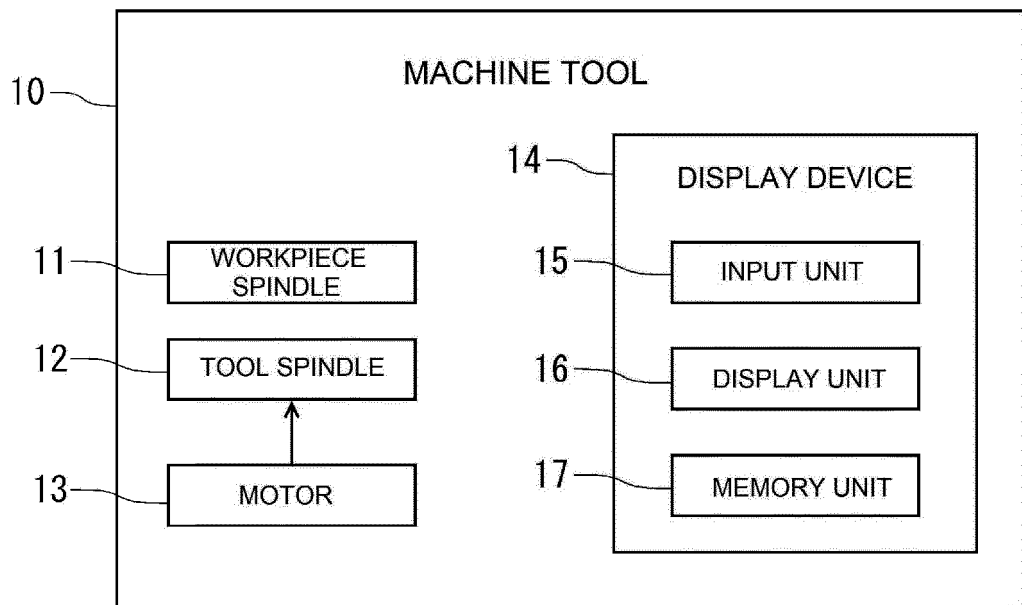 MACHINE TOOL
10
14
DISPLAY DEVICE
11
WORKPIECE
SPINDLE
15
INPUT UNIT
12
TOOL SPINDLE
16
DISPLAY UNIT
13
MOTOR
17
MEMORY UNIT